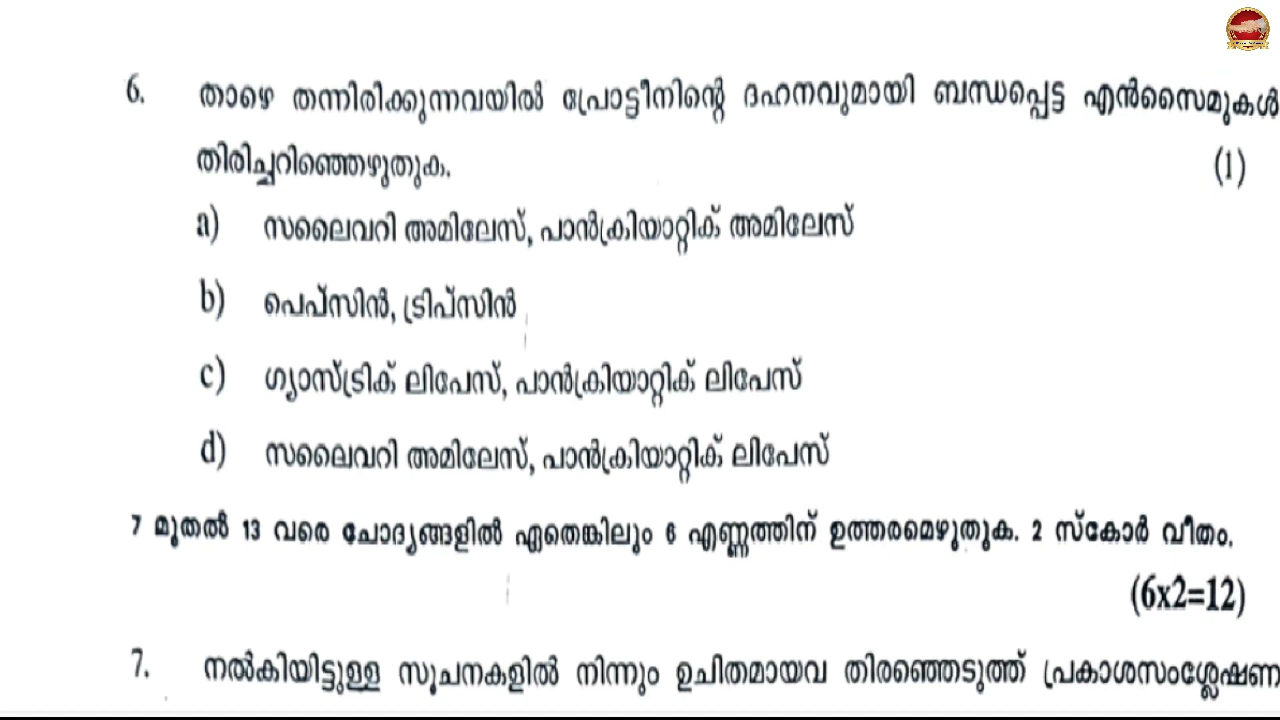 6. താഴെ തന്നിരിക്കുന്നവയിൽ പ്രോട്ടീനിന്റെ ദഹനവുമായി ബന്ധപ്പെട്ട എൻസൈമുകൾ
തിരിച്ചറിഞ്ഞെഴുതുക. (1)
a) സലൈവറി അമിലേസ്, പാൻക്രിയാറ്റിക് അമിലേസ്
b) പെപ്സിൻ, ട്രിപ്സിൻ
c) ഗ്യാസ്ട്രിക് ലിപേസ്, പാൻക്രിയാറ്റിക് ലിപേസ്
d) സലൈവറി അമിലേസ്, പാൻക്രിയാറ്റിക് ലിപേസ്
7 മുതൽ 13 വരെ ചോദ്യങ്ങളിൽ ഏതെങ്കിലും 6 എണ്ണത്തിന് ഉത്തരമെഴുതുക. 2 സ്കോർ വീതം.
(6x2=12)
7. നൽകിയിട്ടുള്ള സൂചനകളിൽ നിന്നും ഉചിതമായവ തിരഞ്ഞെടുത്ത് പ്രകാശസംശ്ലേഷണ